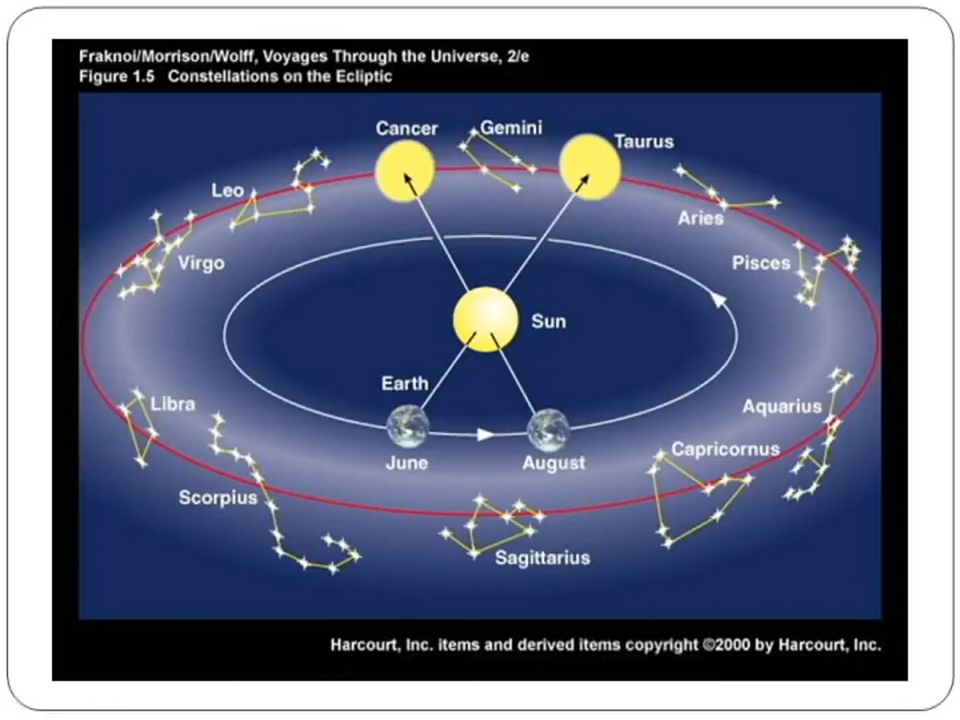 Fraknoi/Morrison/Wolff, Voyages Through the Universe, 2/e
Figure 1.5 Constellations on the Ecliptic
Cancer
Gemini
Taurus
Leo
Aries
Virgo
Pisces
Sun
Earth
Libra
Aquarius
June
August
Capricornus
Scorpius
Sagittarius
Harcourt, Inc. items and derived items copyright ©2000 by Harcourt, Inc.